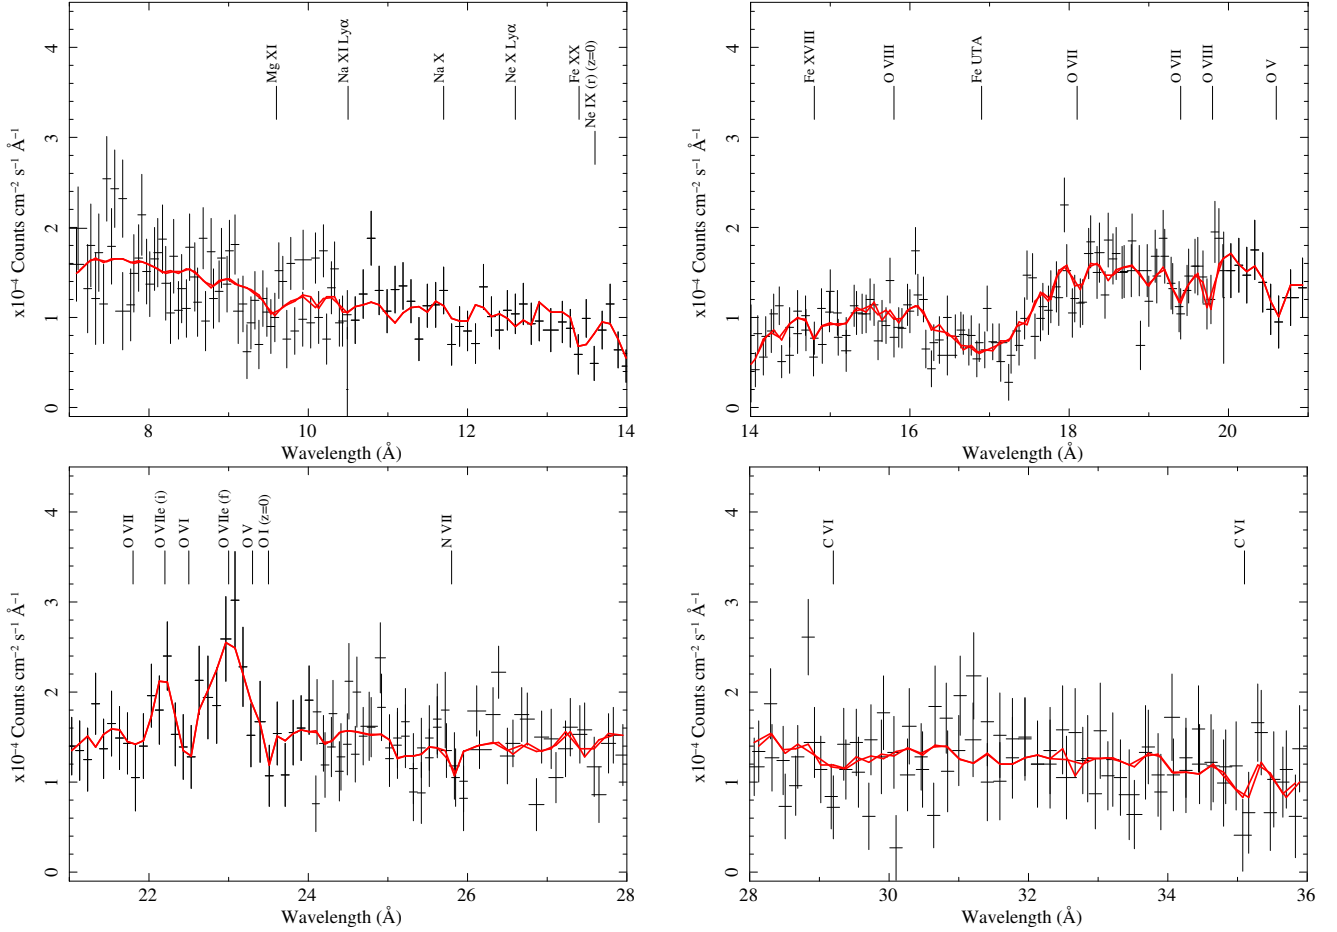 Mg XI
Na XI Lyα
Na X
Ne X Lyα
Fe XX
Ne IX (r) (z=0)
x10⁻⁴ Counts cm⁻² s⁻¹ Å⁻¹
0
1
2
3
4
8
10
12
14
Wavelength (Å)
Fe XVIII
O VIII
Fe UTA
O VII
O VII
O VIII
O V
x10⁻⁴ Counts cm⁻² s⁻¹ Å⁻¹
0
1
2
3
4
14
16
18
20
Wavelength (Å)
O VII
O VIIe (i)
O VI
O VIIe (f)
O V
O I (z=0)
N VII
x10⁻⁴ Counts cm⁻² s⁻¹ Å⁻¹
0
1
2
3
4
22
24
26
28
Wavelength (Å)
C VI
C VI
x10⁻⁴ Counts cm⁻² s⁻¹ Å⁻¹
0
1
2
3
4
28
30
32
34
36
Wavelength (Å)